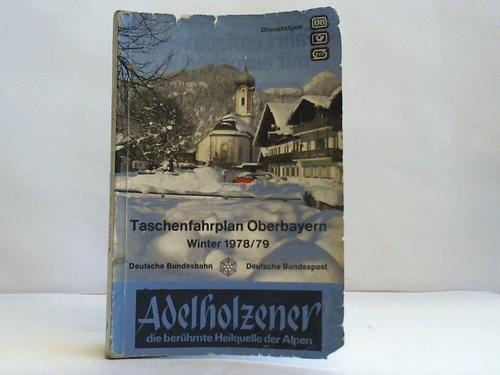 Dienststück
DB
Taschenfahrplan Oberbayern
Winter 1978/79
Deutsche Bundesbahn Deutsche Bundespost
Adelholzener
die berühmte Heilquelle der Alpen